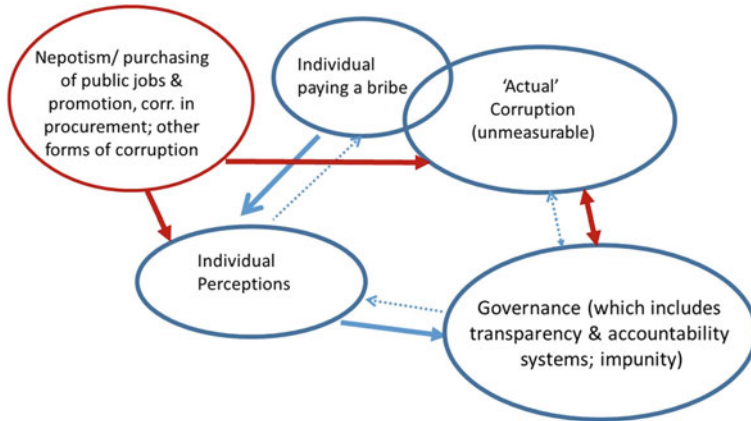 Nepotism/ purchasing
of public jobs &
promotion, corr. in
procurement; other
forms of corruption
Individual
paying a bribe
‘Actual’
Corruption
(unmeasurable)
Individual
Perceptions
Governance (which includes
transparency & accountability
systems; impunity)